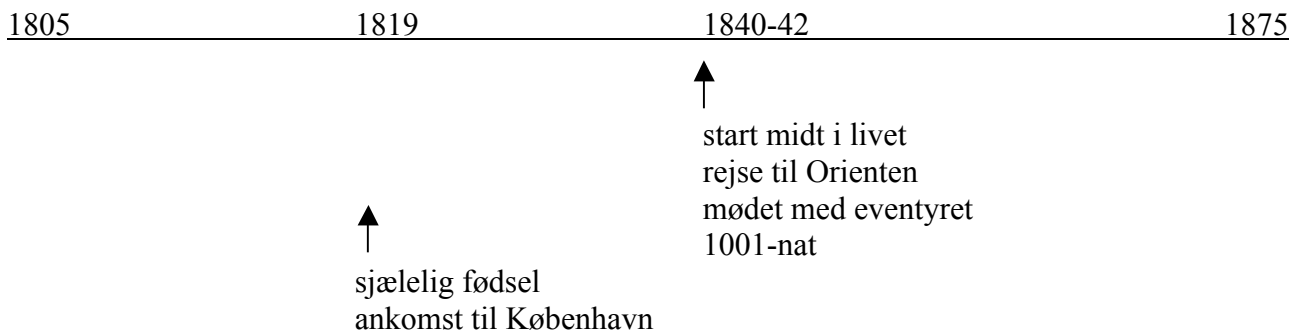 1805 1819 1840-42 1875
start midt i livet
rejse til Orienten
mødet med eventyret
1001-nat
sjælelig fødsel
ankomst til København